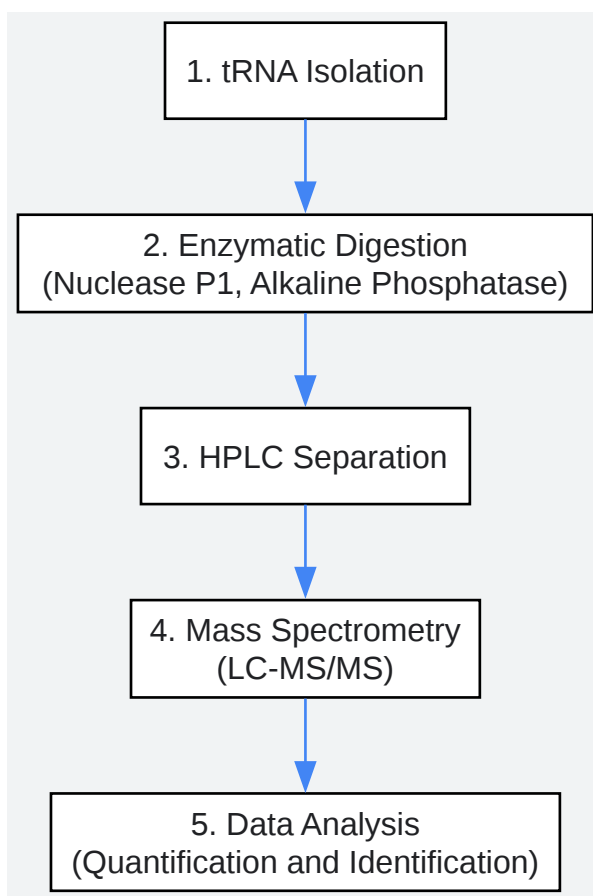 1. tRNA Isolation
2. Enzymatic Digestion
(Nuclease P1, Alkaline Phosphatase)
3. HPLC Separation
4. Mass Spectrometry
(LC-MS/MS)
5. Data Analysis
(Quantification and Identification)